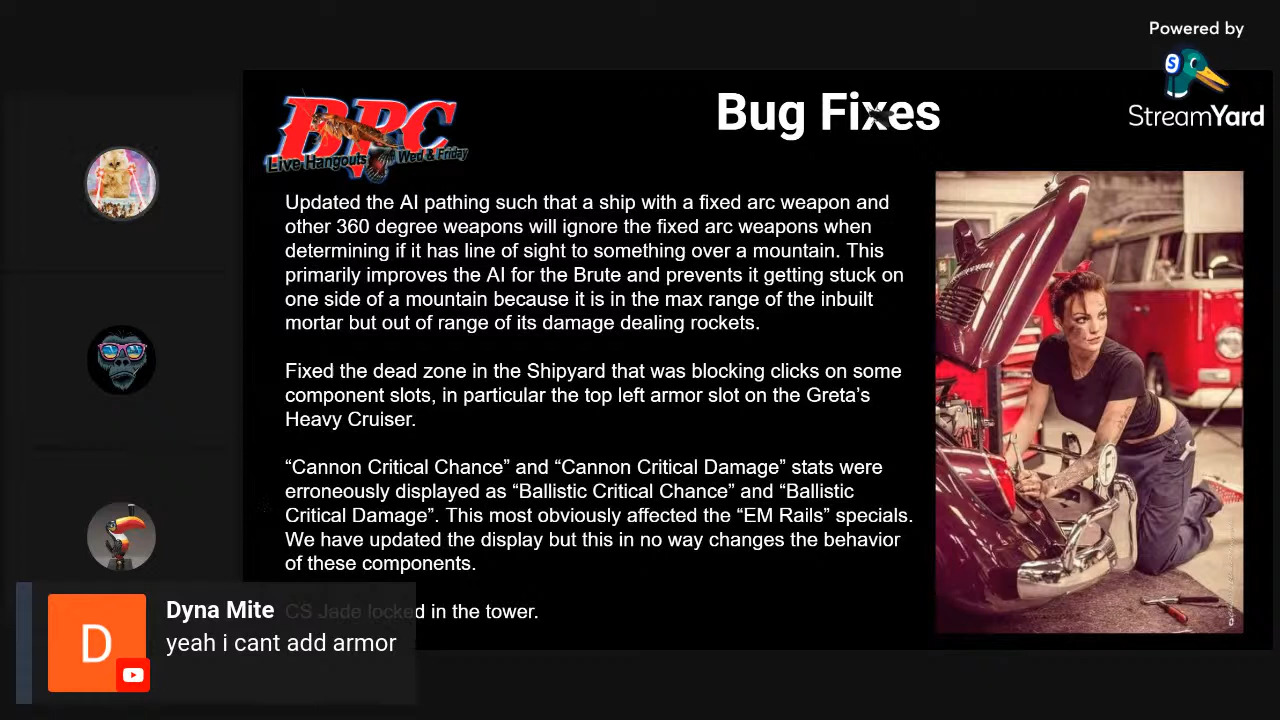 Powered by
S
StreamYard
BPC
Live Hangouts Wed & Friday
Bug Fixes
Updated the AI pathing such that a ship with a fixed arc weapon and
other 360 degree weapons will ignore the fixed arc weapons when
determining if it has line of sight to something over a mountain. This
primarily improves the AI for the Brute and prevents it getting stuck on
one side of a mountain because it is in the max range of the inbuilt
mortar but out of range of its damage dealing rockets.
Fixed the dead zone in the Shipyard that was blocking clicks on some
component slots, in particular the top left armor slot on the Greta’s
Heavy Cruiser.
“Cannon Critical Chance” and “Cannon Critical Damage” stats were
erroneously displayed as “Ballistic Critical Chance” and “Ballistic
Critical Damage”. This most obviously affected the “EM Rails” specials.
We have updated the display but this in no way changes the behavior
of these components.
CS Jade locked in the tower.
D
Dyna Mite
yeah i cant add armor